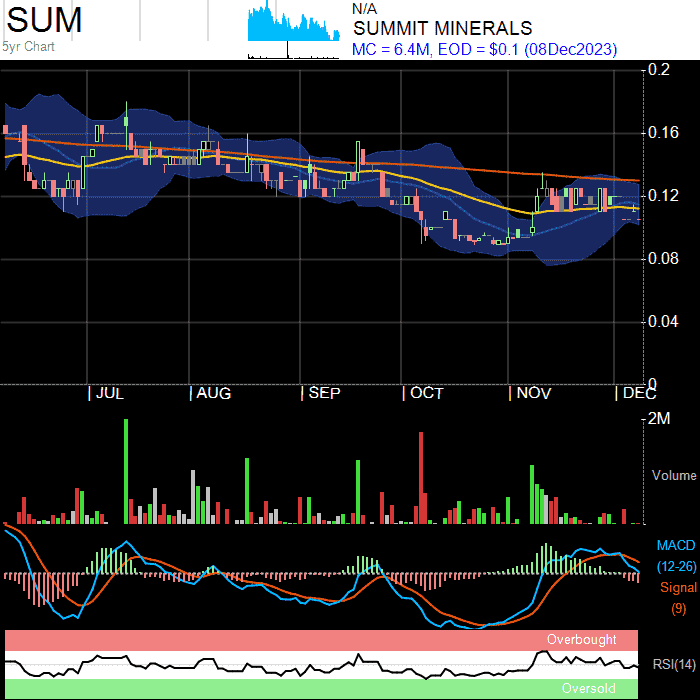 SUM
5yr Chart
N/A
SUMMIT MINERALS
MC = 6.4M, EOD = $0.1 (08Dec2023)
0.2
0.16
0.12
0.08
0.04
0
JUL AUG SEP OCT NOV DEC
2M
Volume
MACD
(12-26)
Signal
(9)
Overbought
RSI(14)
Oversold